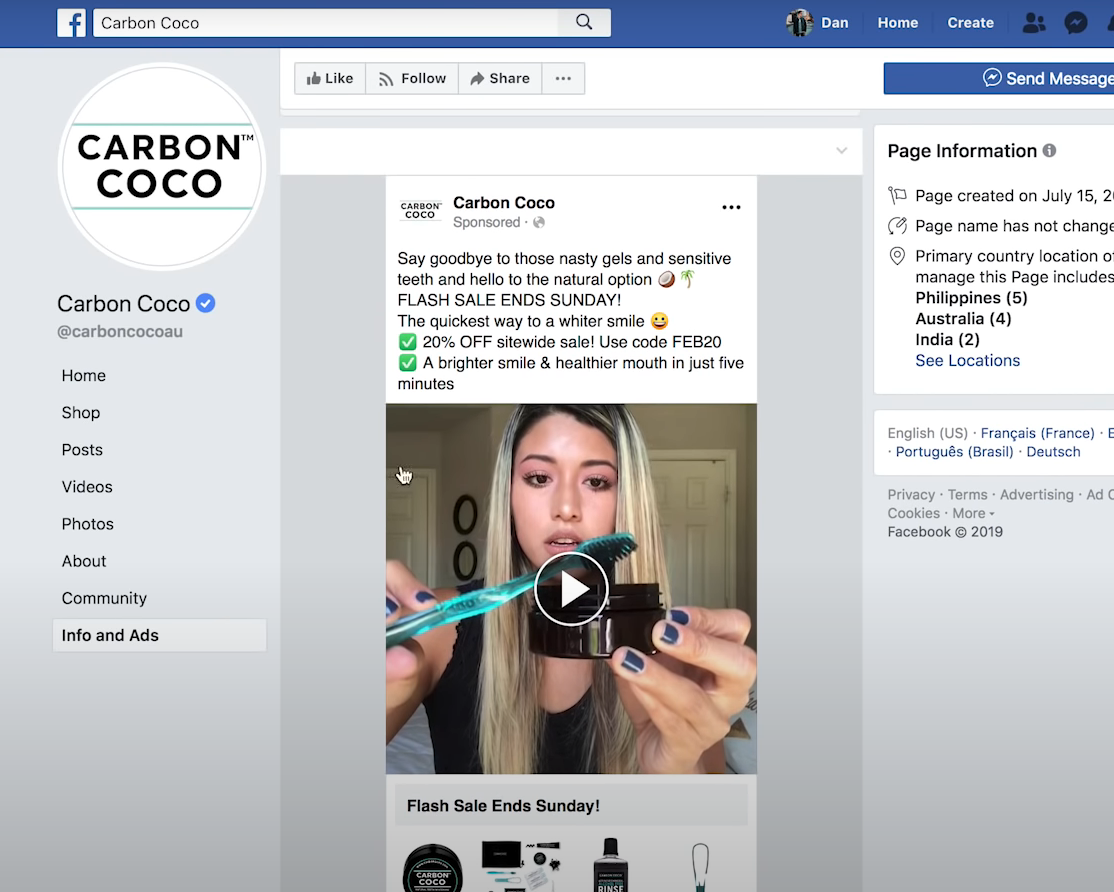 Carbon Coco
Dan
Home
Create
CARBON™
COCO
Carbon Coco
@carboncocoau
Home
Shop
Posts
Videos
Photos
About
Community
Info and Ads
Like
Follow
Share
Send Message
CARBON
COCO
Carbon Coco
Sponsored ·
Say goodbye to those nasty gels and sensitive
teeth and hello to the natural option 🥥 🌴
FLASH SALE ENDS SUNDAY!
The quickest way to a whiter smile 😀
✅ 20% OFF sitewide sale! Use code FEB20
✅ A brighter smile & healthier mouth in just five
minutes
Flash Sale Ends Sunday!
CARBON
COCO
RINSE
Page Information
Page created on July 15, 2
Page name has not change
Primary country location o
manage this Page includes
Philippines (5)
Australia (4)
India (2)
See Locations
English (US) · Français (France) ·
· Português (Brasil) · Deutsch
Privacy · Terms · Advertising · Ad
Cookies · More
Facebook © 2019